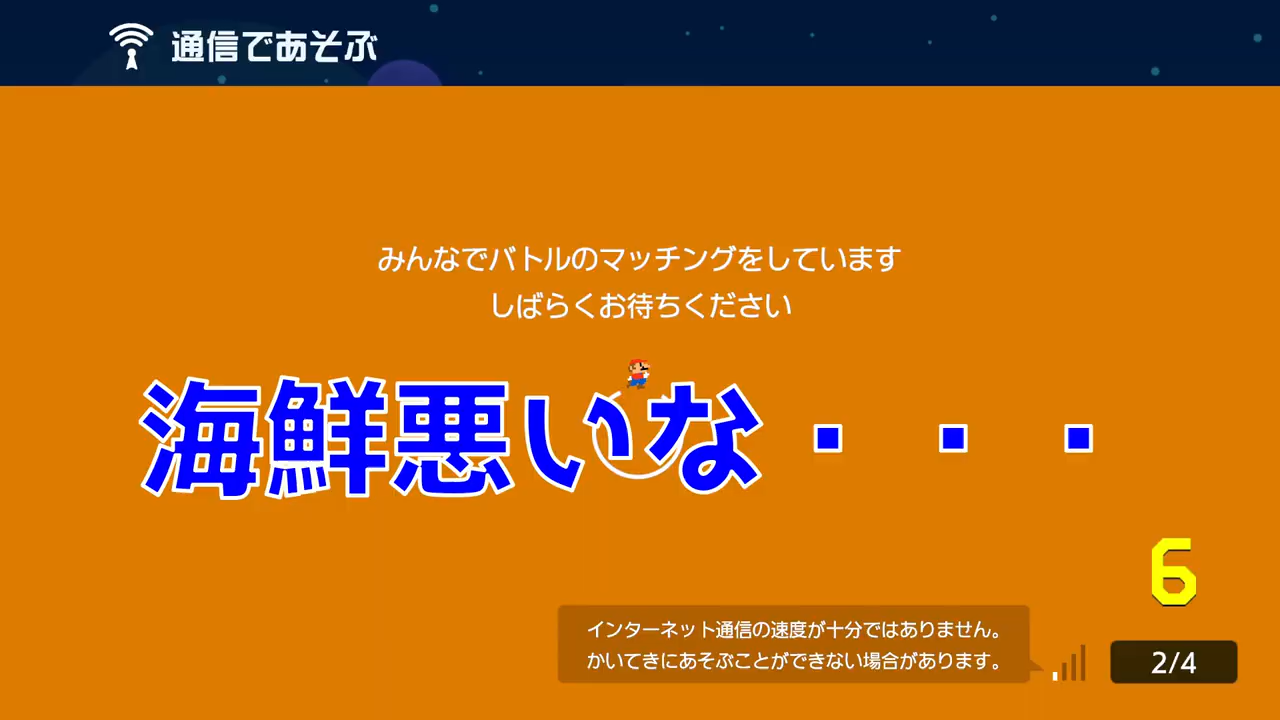 通信であそぶ
みんなでバトルのマッチングをしています
しばらくお待ちください
海鮮悪いな・・・
6
インターネット通信の速度が十分ではありません。
かいてきにあそぶことができない場合があります。
2/4